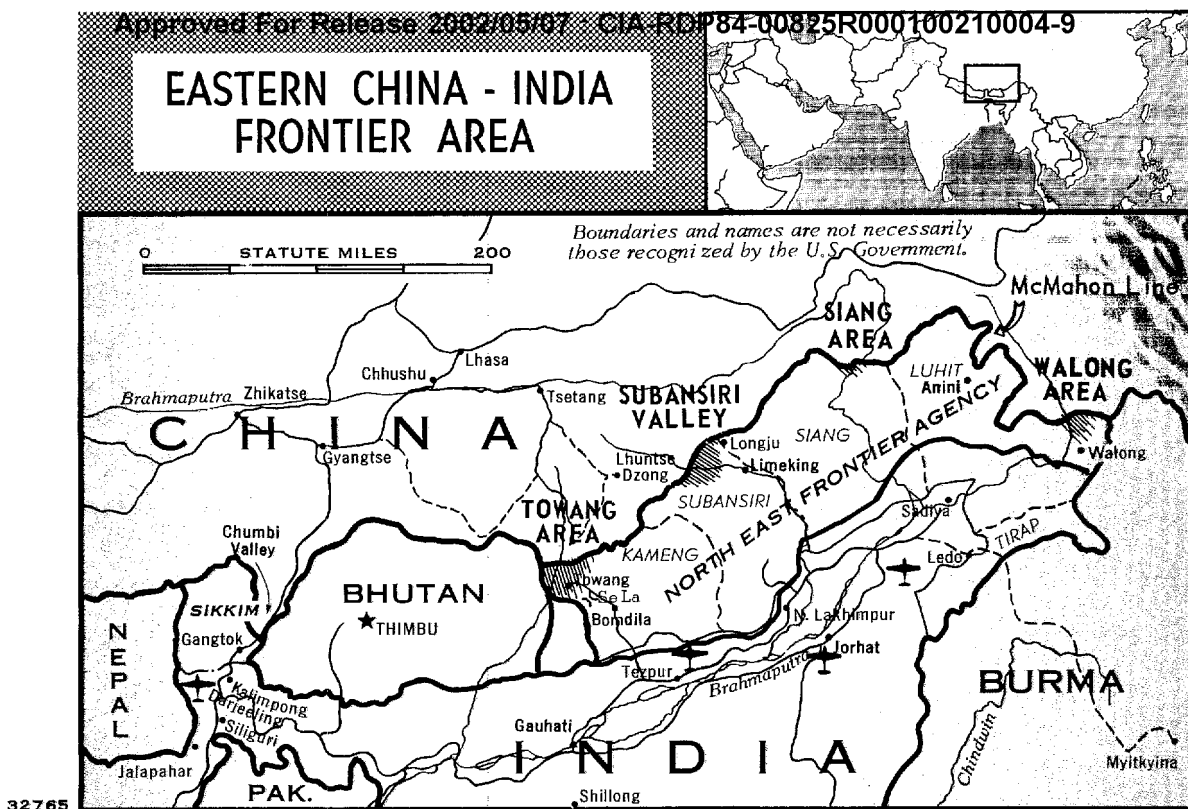 Approved For Release 2002/05/07 : CIA-RDP84-00825R000100210004-9
EASTERN CHINA - INDIA
FRONTIER AREA
0 STATUTE MILES 200
Boundaries and names are not necessarily
those recognized by the U.S. Government.
McMahon Line
SIANG
AREA
Lhasa
LUHIT
WALONG
AREA
Chhushu
Aninj
Brahmaputra
Zhikatse
Tsetang
SUBANSIRI
VALLEY
CHINA
Longju
SIANG
Gyangtse
Walong
Lhuntse
Dzong
Limeking
SUBANSIRI
NORTH EAST FRONTIER AGENCY
TOWANG
AREA
Sadiya
Chumbi
Valley
KAMENG
TIRAP
Ledo
Towang
Se La
BHUTAN
SIKKIM
Bomdila
N. Lakhimpur
THIMBU
NEPAL
Gangtok
Jorhat
Tezpur
Brahmaputra
BURMA
Kalimpong
Darjeeling
Siliguri
Gauhati
INDIA
Chindwin
Jalapahar
Myitkyina
PAK.
Shillong
32765